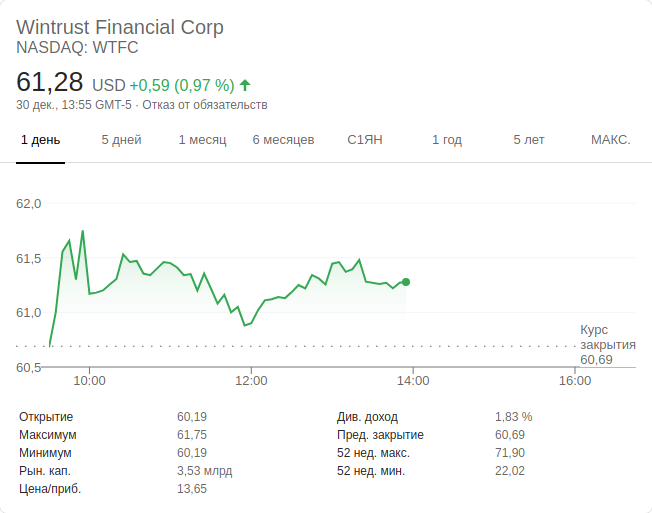 Wintrust Financial Corp
NASDAQ: WTFC
61,28 USD +0,59 (0,97 %)
30 дек., 13:55 GMT-5 · Отказ от обязательств
1 день 5 дней 1 месяц 6 месяцев С1ЯН 1 год 5 лет МАКС.
62,0
61,5
61,0
60,5
Курс
закрытия
60,69
10:00 12:00 14:00 16:00
Открытие 60,19 Див. доход 1,83 %
Максимум 61,75 Пред. закрытие 60,69
Минимум 60,19 52 нед. макс. 71,90
Рын. кап. 3,53 млрд 52 нед. мин. 22,02
Цена/приб. 13,65